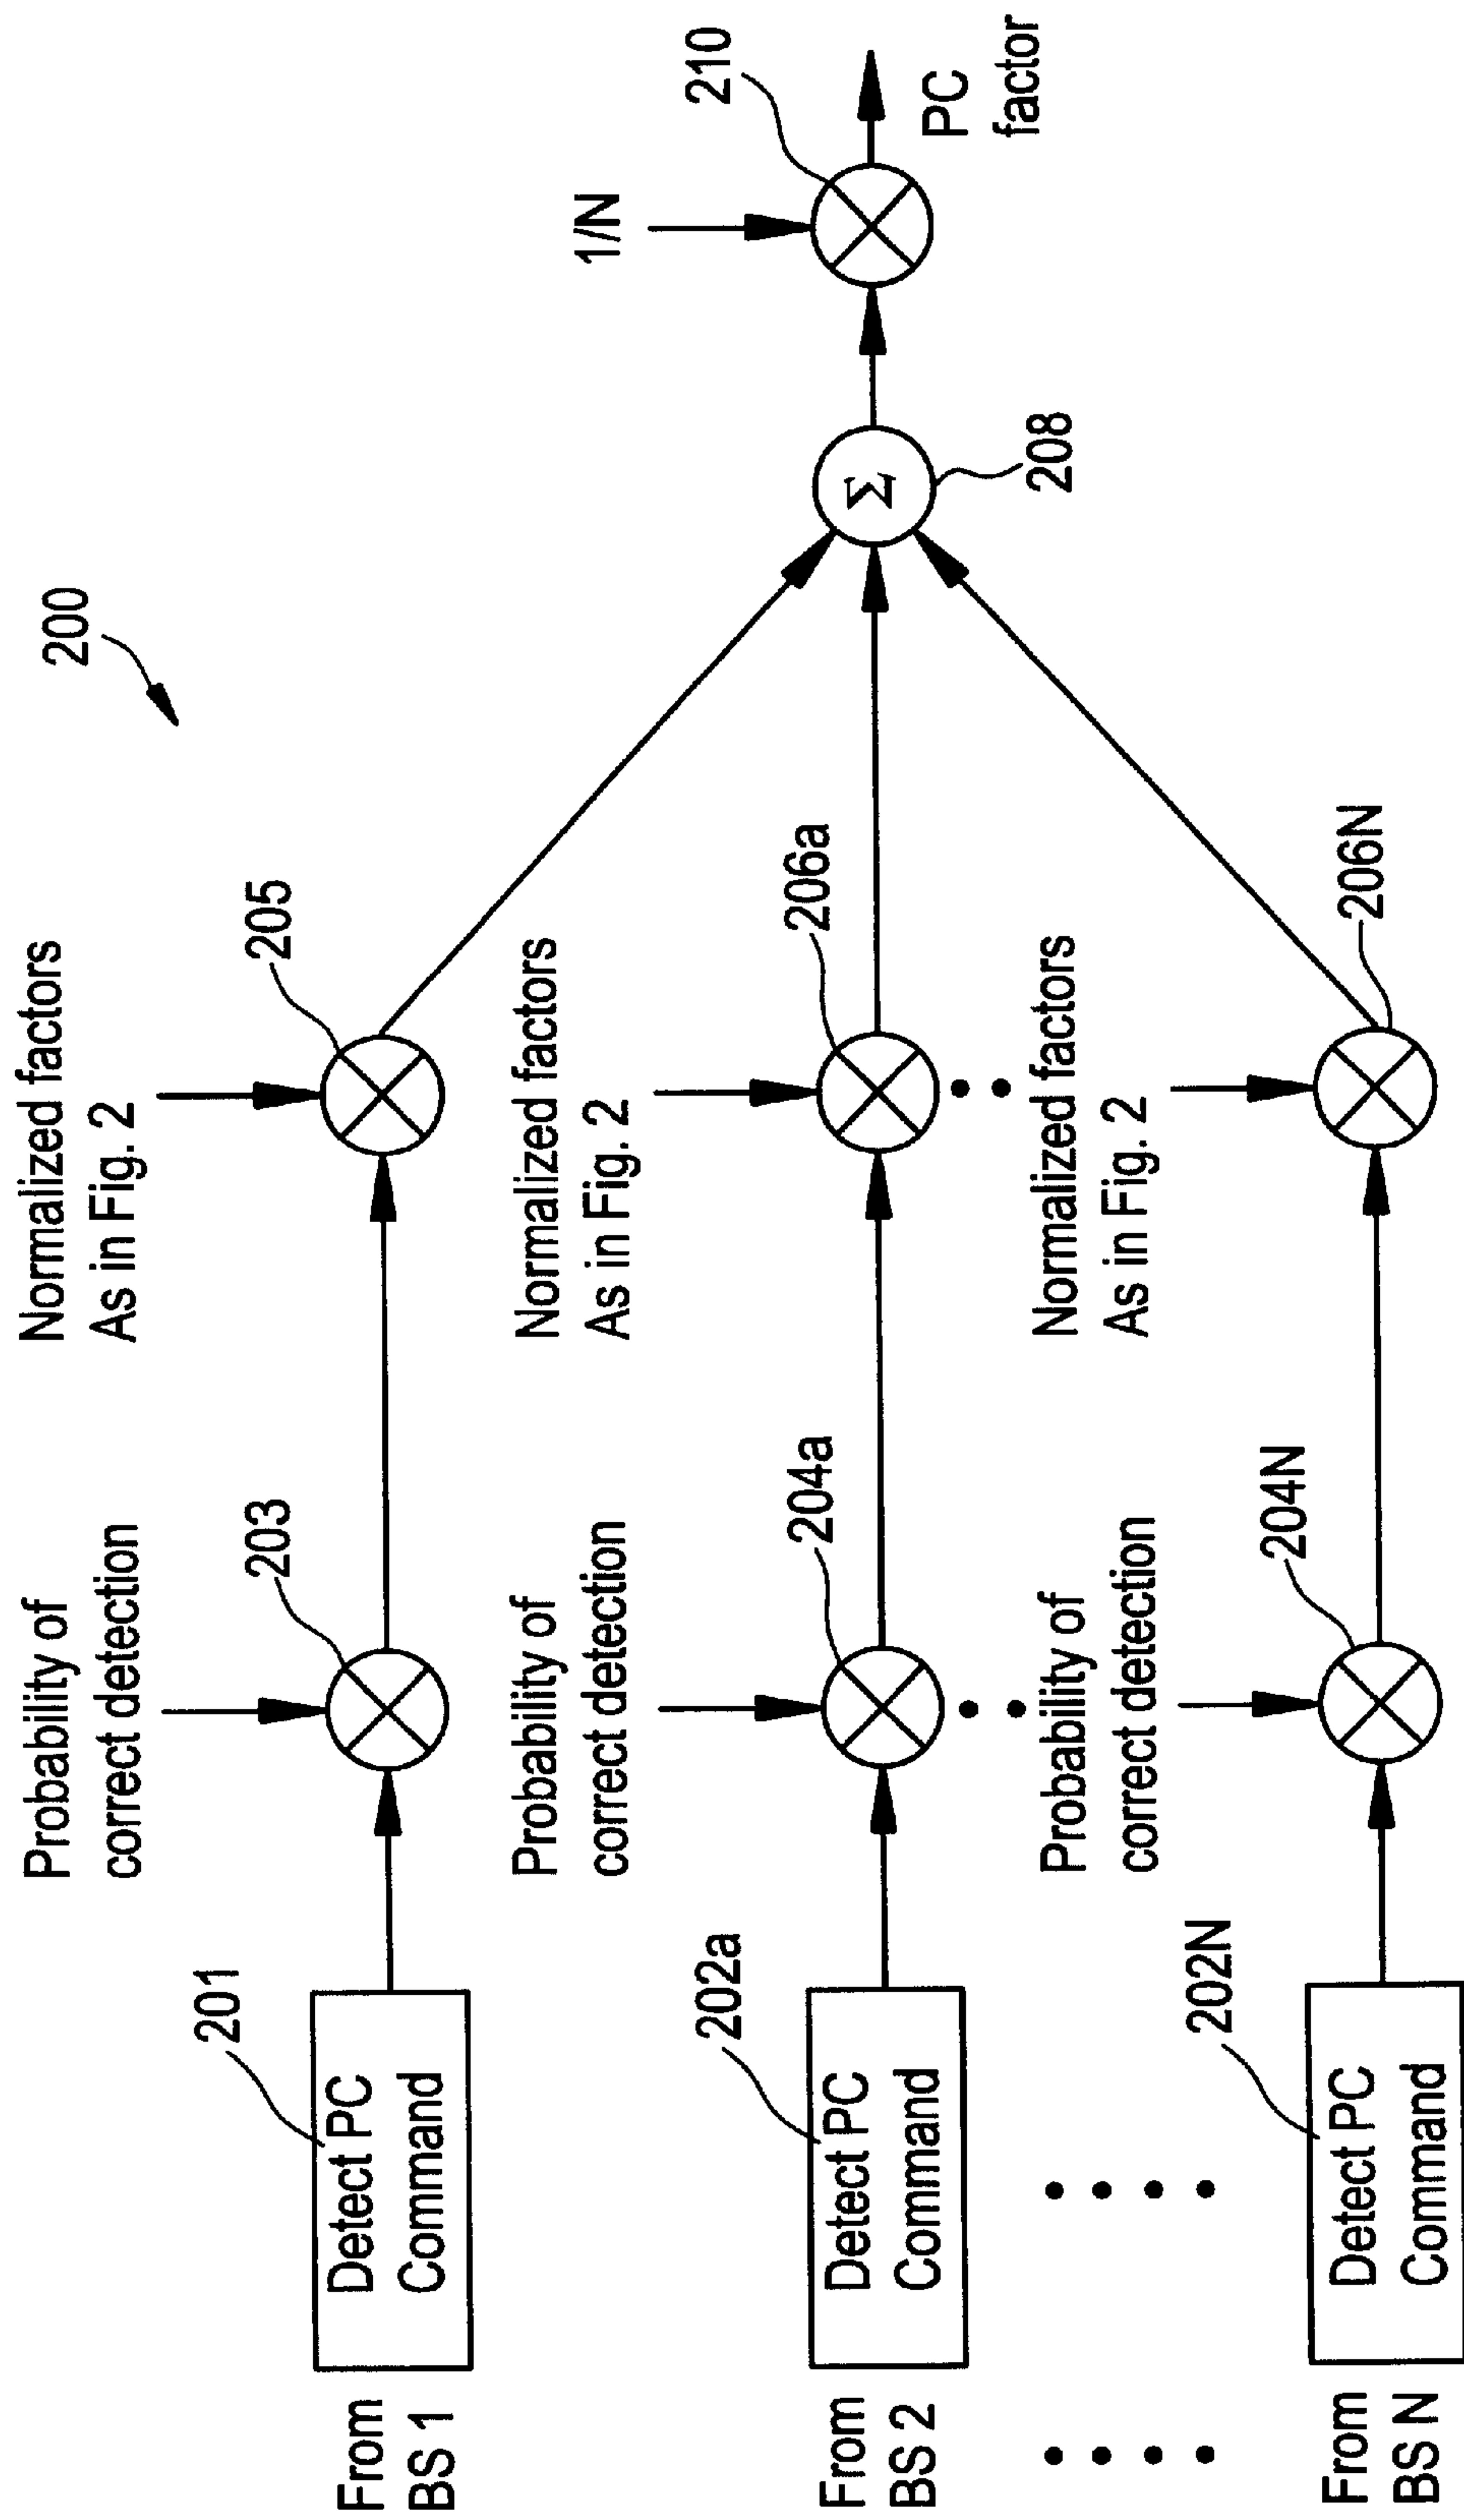 200
Probability of
correct detection
Normalized factors
As in Fig. 2
201
203
205
From
BS 1
Detect PC
Command
Probability of
correct detection
Normalized factors
As in Fig. 2
1/N
202a
204a
206a
210
From
BS 2
Detect PC
Command
Σ
208
PC
factor
Probability of
correct detection
Normalized factors
As in Fig. 2
202N
204N
206N
From
BS N
Detect PC
Command